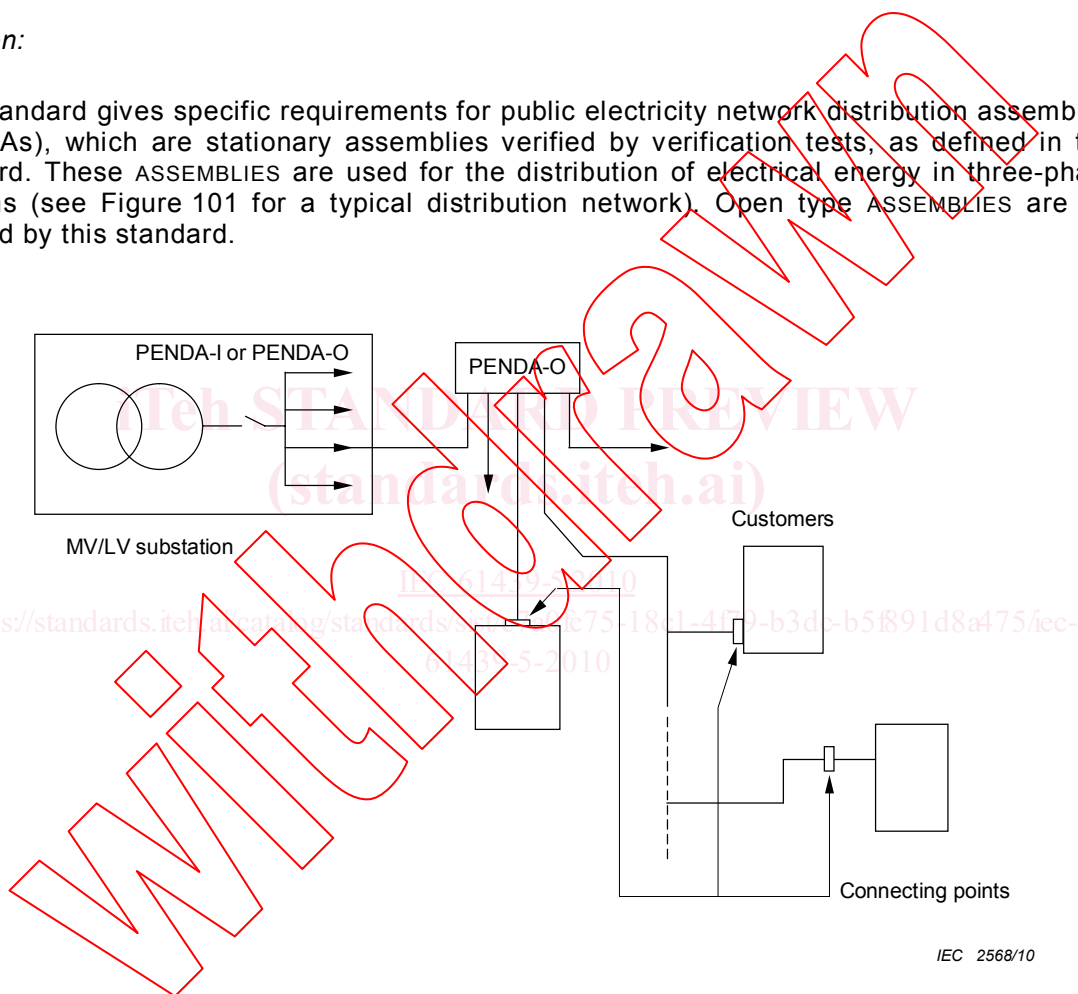 n:
andard gives specific requirements for public electricity network distribution assemb
As), which are stationary assemblies verified by verification tests, as defined in t
rd. These ASSEMBLIES are used for the distribution of electrical energy in three-pha
ns (see Figure 101 for a typical distribution network). Open type ASSEMBLIES are
d by this standard.
PENDA-I or PENDA-O
PENDA-O
iTeh STANDARD PREVIEW
(standards.iteh.ai)
Customers
MV/LV substation
IEC 61439-5:2010
s://standards.iteh.ai/catalog/standards/ c75-18c1-4f79-b3dc-b5f891d8a475/iec-
61439-5-2010
Connecting points
IEC 2568/10
withdrawn